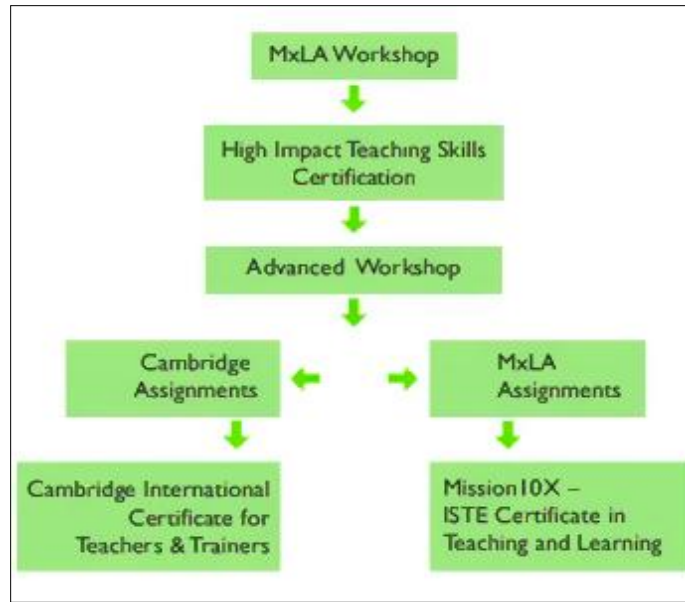 MxLA Workshop
High Impact Teaching Skills
Certification
Advanced Workshop
Cambridge
Assignments
MxLA
Assignments
Cambridge International
Certificate for
Teachers & Trainers
Mission10X –
ISTE Certificate in
Teaching and Learning